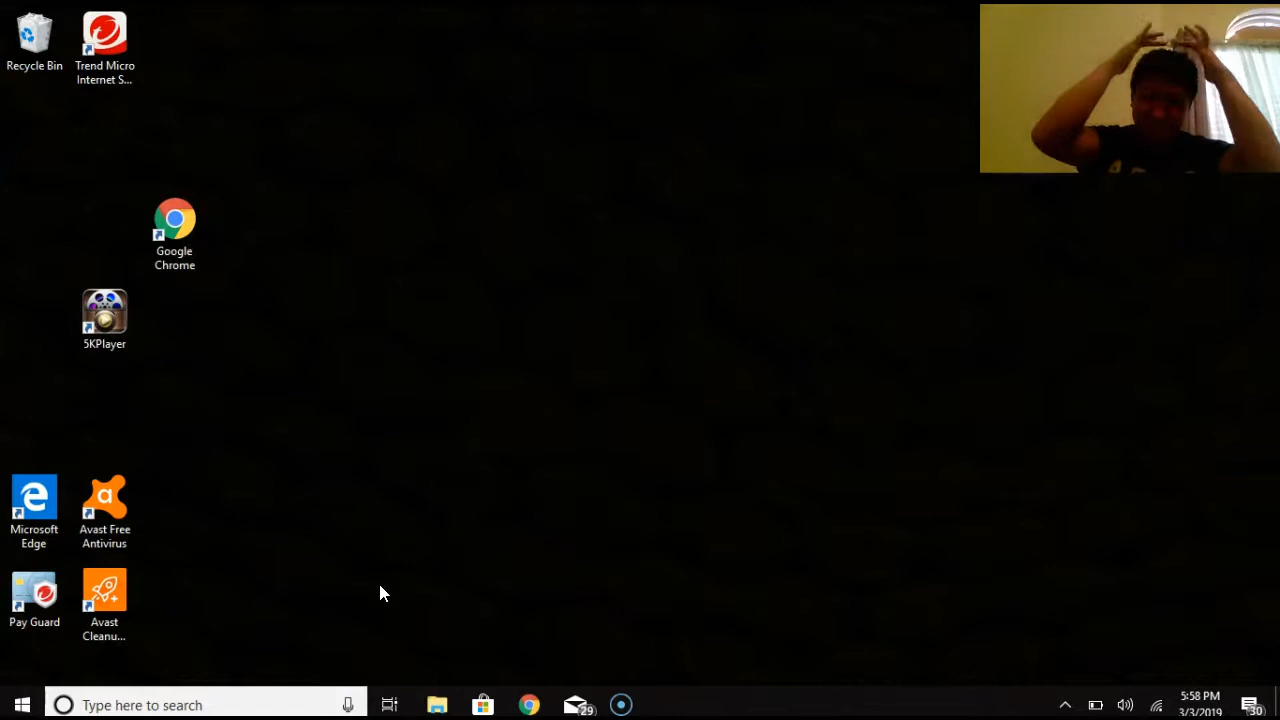 Recycle Bin
Trend Micro
Internet S...
Google
Chrome
5KPlayer
Microsoft
Edge
Avast Free
Antivirus
Pay Guard
Avast
Cleanu...
Type here to search
29
5:58 PM
3/3/2019
30